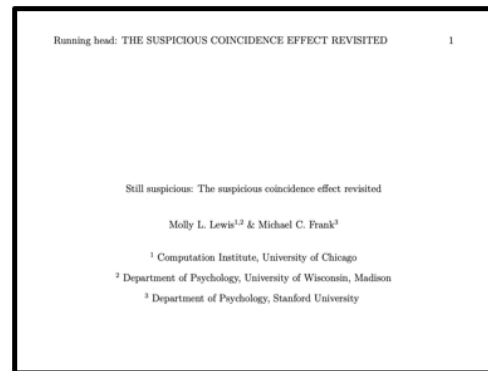 Running head: THE SUSPICIOUS COINCIDENCE EFFECT REVISITED 1
Still suspicious: The suspicious coincidence effect revisited
Molly L. Lewis1,2 & Michael C. Frank3
1 Computation Institute, University of Chicago
2 Department of Psychology, University of Wisconsin, Madison
3 Department of Psychology, Stanford University